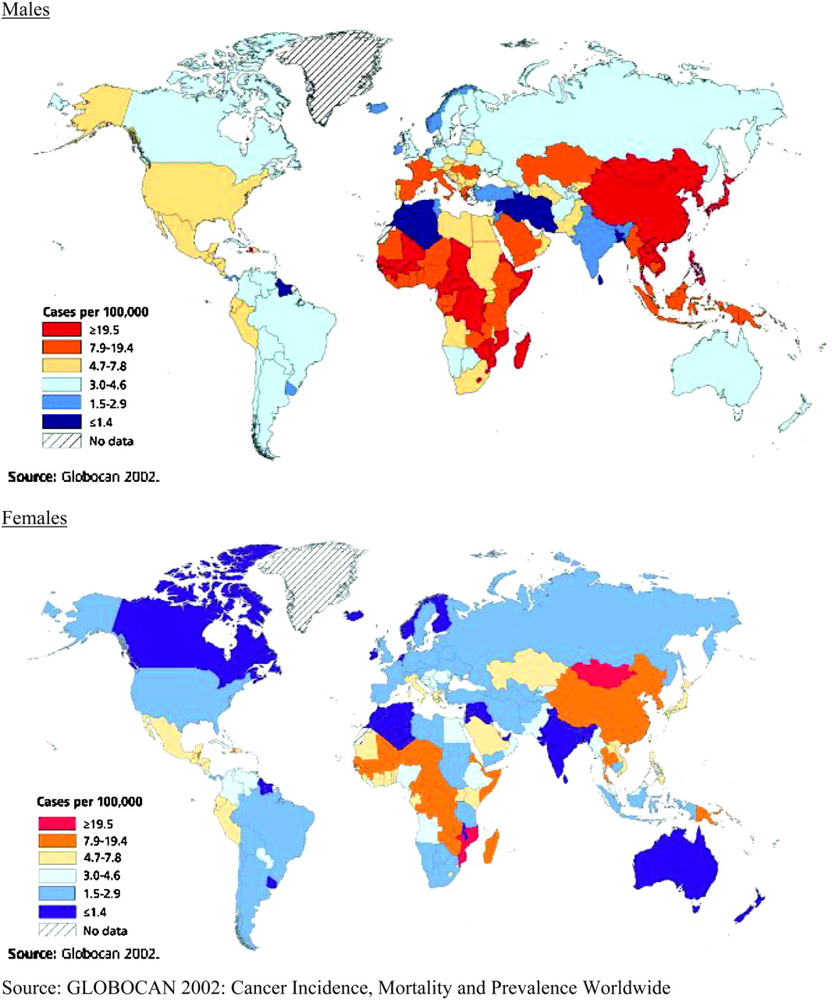 Males
Cases per 100,000
≥19.5
7.9-19.4
4.7-7.8
3.0-4.6
1.5-2.9
≤1.4
No data
Source: Globocan 2002.
Females
Cases per 100,000
≥19.5
7.9-19.4
4.7-7.8
3.0-4.6
1.5-2.9
≤1.4
No data
Source: Globocan 2002.
Source: GLOBOCAN 2002: Cancer Incidence, Mortality and Prevalence Worldwide